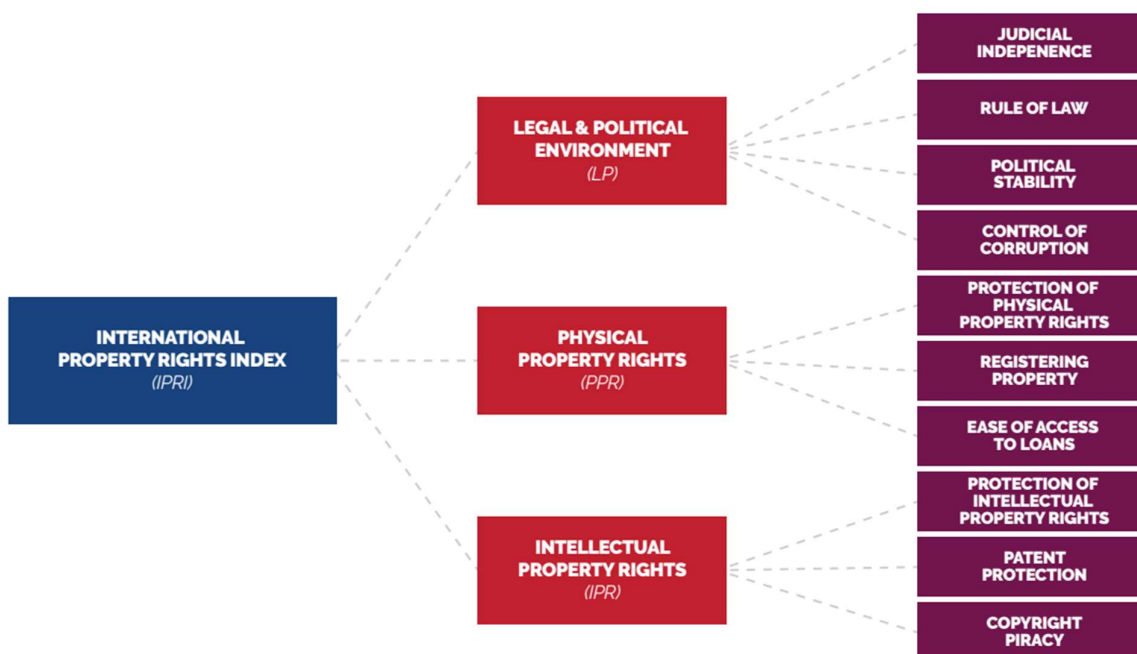 INTERNATIONAL
PROPERTY RIGHTS INDEX
(IPRI)
LEGAL & POLITICAL
ENVIRONMENT
(LP)
JUDICIAL
INDEPENENCE
RULE OF LAW
POLITICAL
STABILITY
CONTROL OF
CORRUPTION
PHYSICAL
PROPERTY RIGHTS
(PPR)
PROTECTION OF
PHYSICAL
PROPERTY RIGHTS
REGISTERING
PROPERTY
EASE OF ACCESS
TO LOANS
INTELLECTUAL
PROPERTY RIGHTS
(IPR)
PROTECTION OF
INTELLECTUAL
PROPERTY RIGHTS
PATENT
PROTECTION
COPYRIGHT
PIRACY